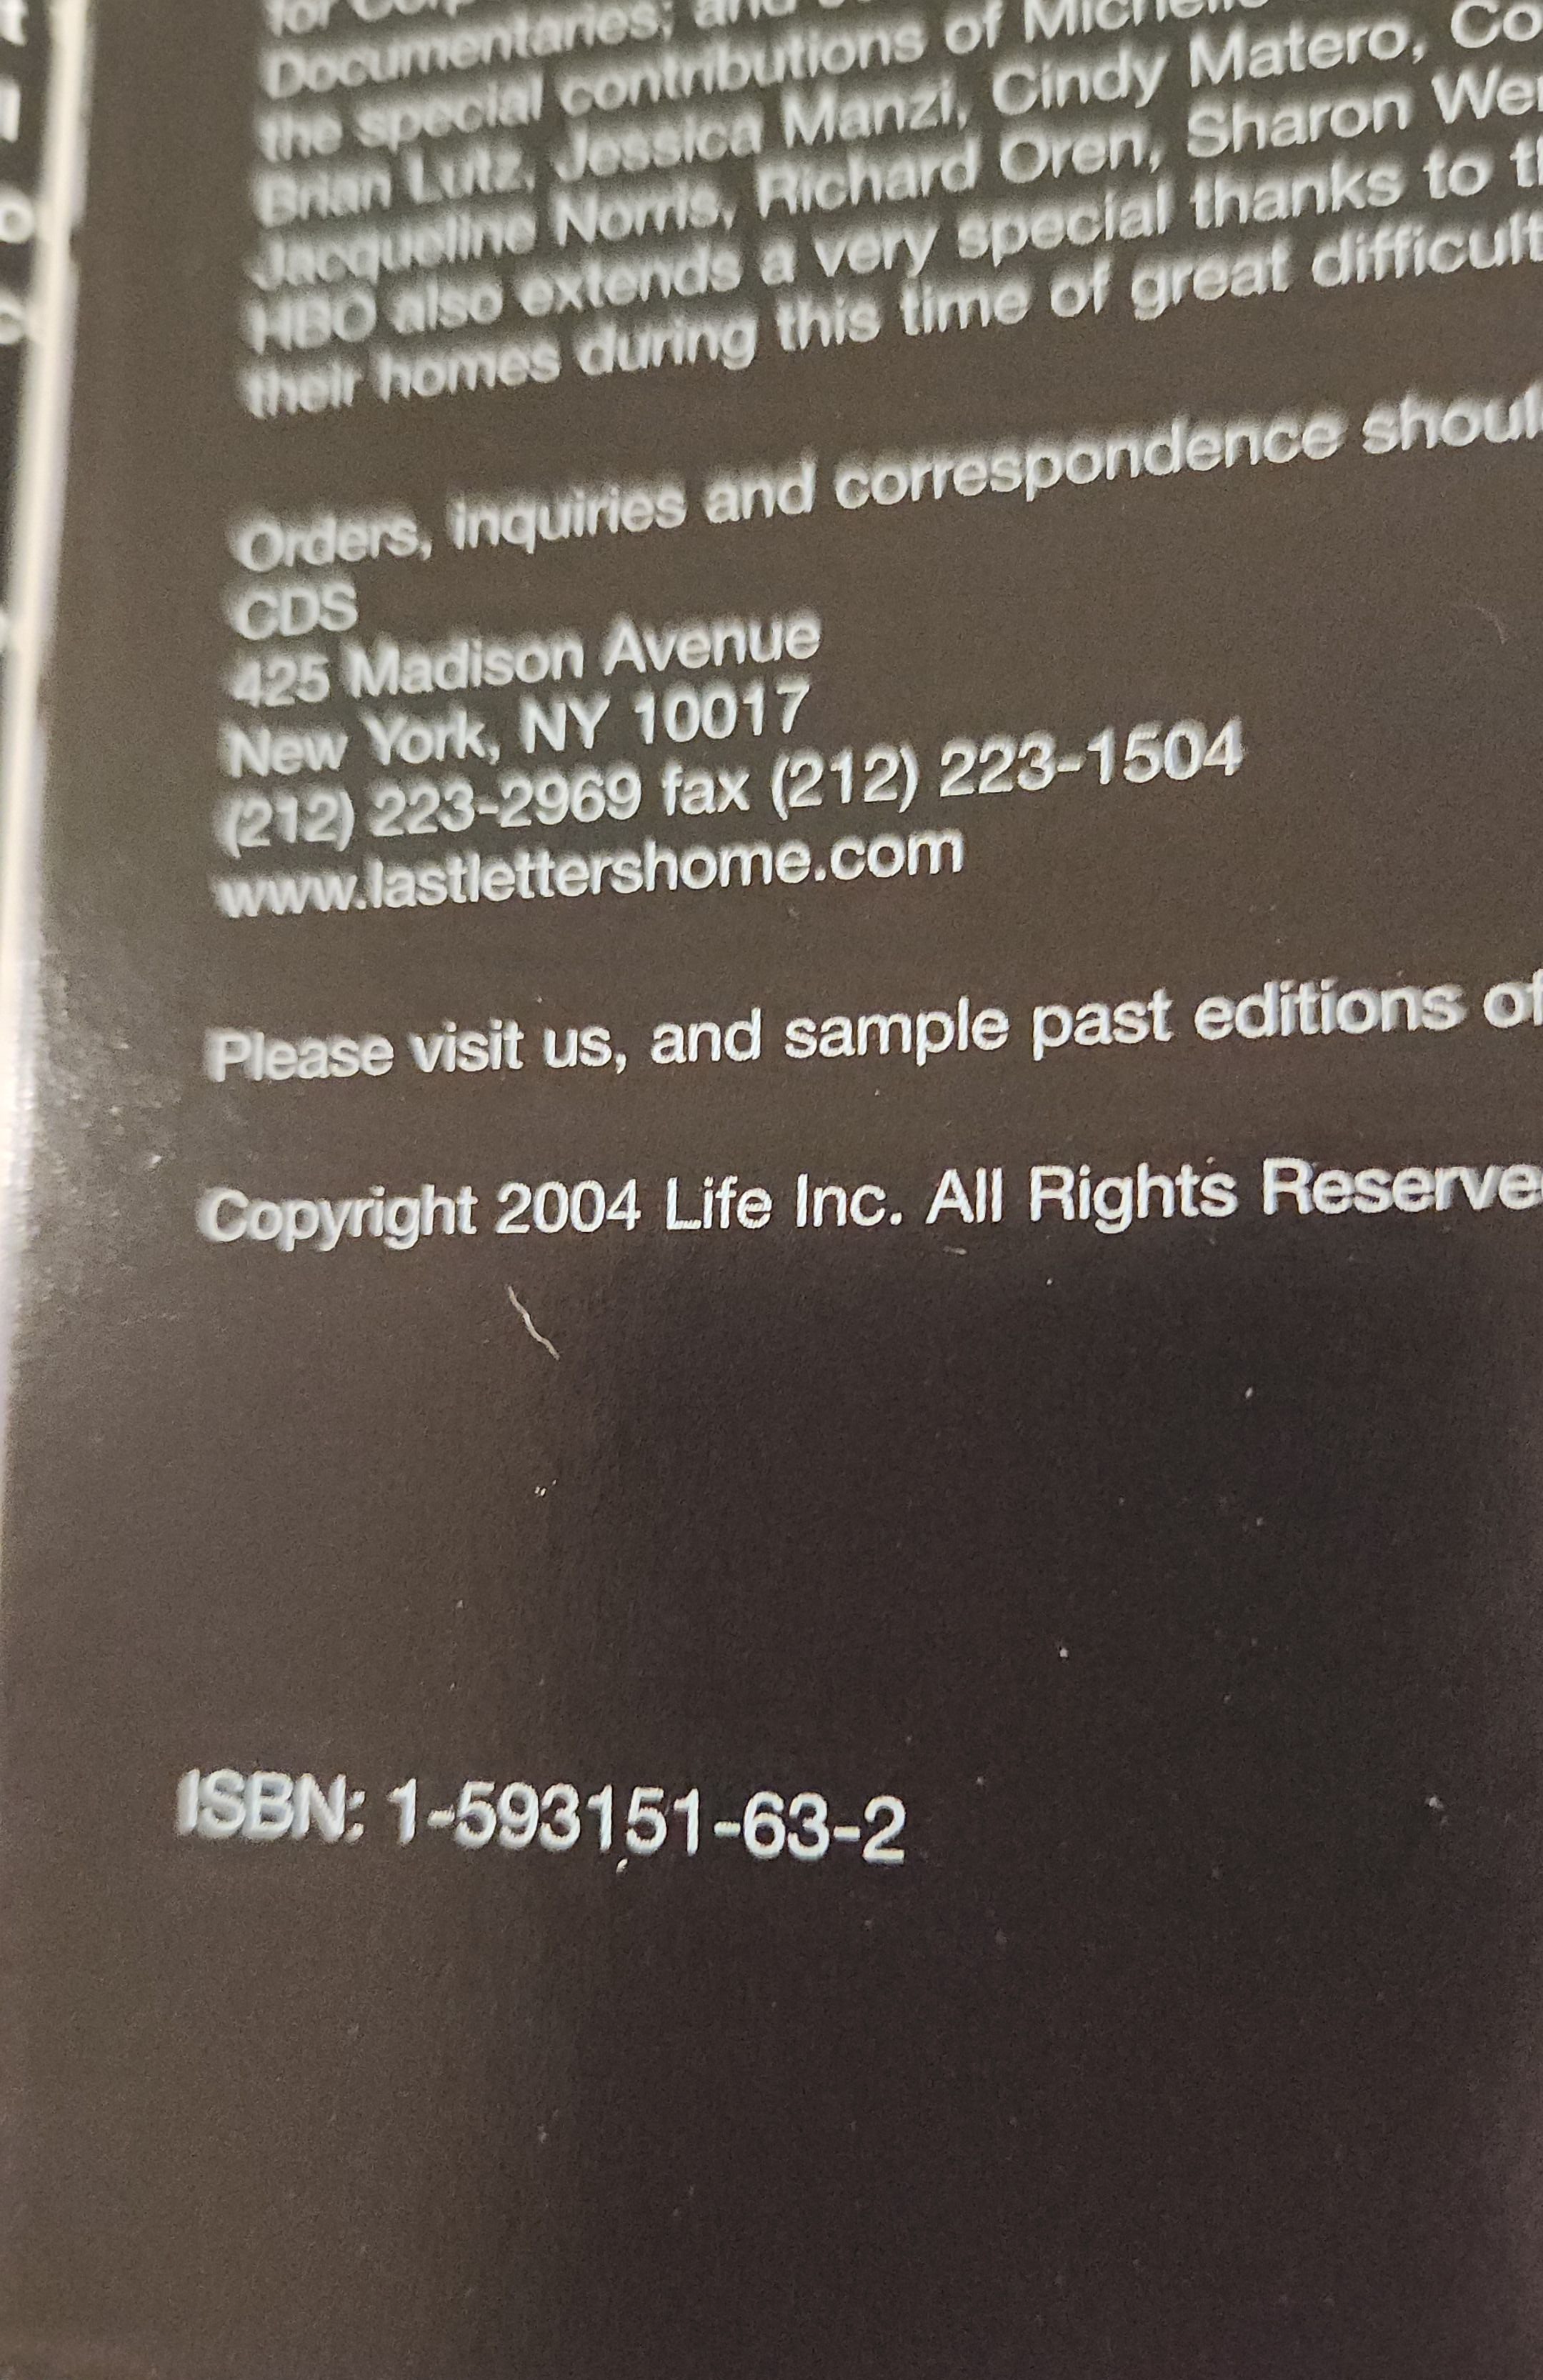 Documentaries; and
the special contributions of
Brian Lutz, Jessica Manzi, Cindy Matero,
Jacqueline Norris, Richard Oren, Sharon
HBO also extends a very special thanks to
their homes during this time of great
Orders, inquiries and correspondence
CDS
425 Madison Avenue
New York, NY 10017
(212) 223-2969 fax (212) 223-1504
www.lastlettershome.com
Please visit us, and sample past editions of
Copyright 2004 Life Inc. All Rights
ISBN: 1-593151-63-2